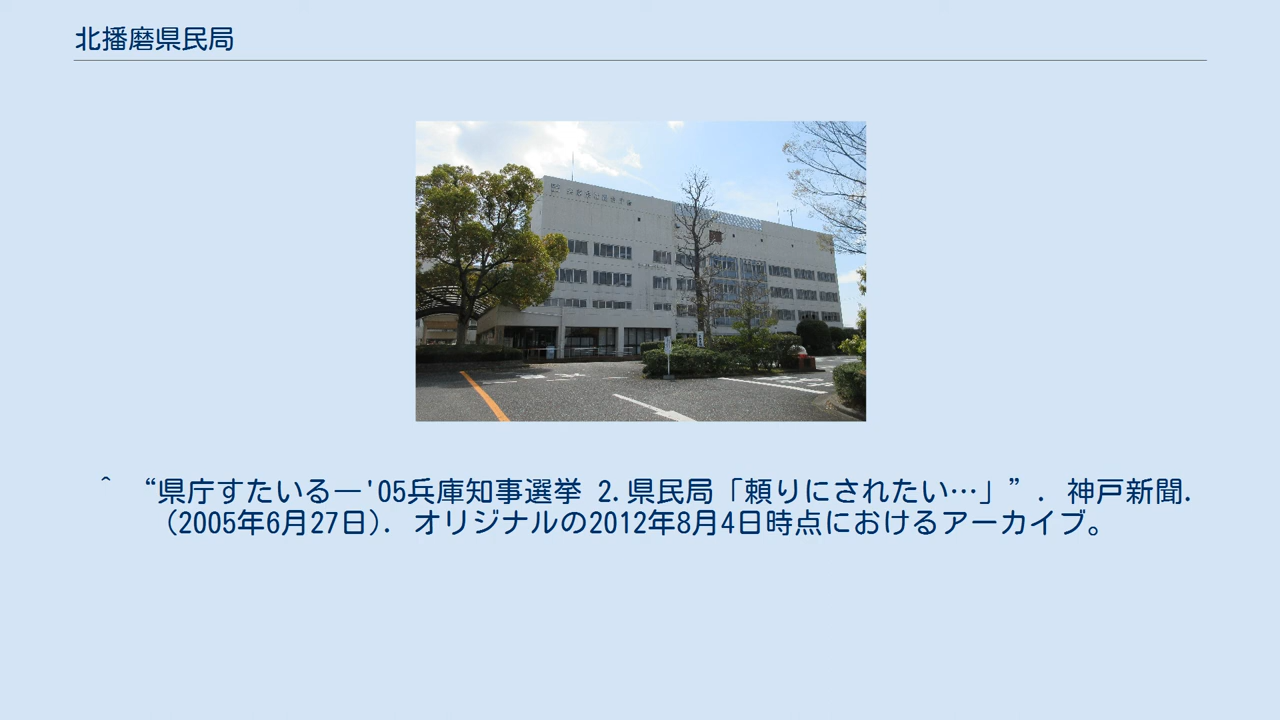 北播磨県民局
^ “県庁すたいる―'05兵庫知事選挙 2.県民局「頼りにされたい…」”. 神戸新聞.
(2005年6月27日). オリジナルの2012年8月4日時点におけるアーカイブ。